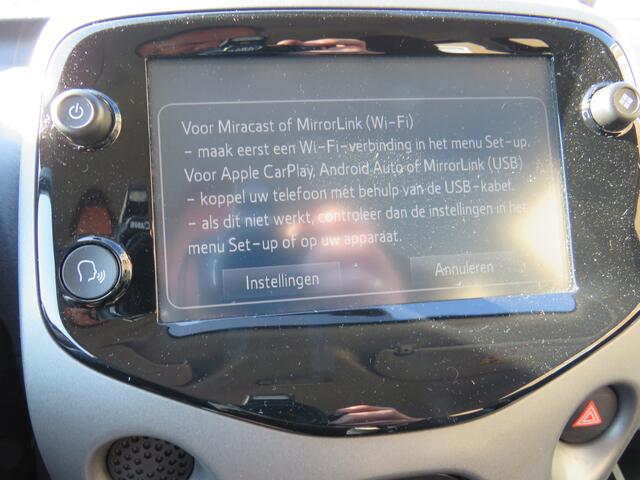 Voor Miracast of MirrorLink (Wi-Fi)
- maak eerst een Wi-Fi-verbinding in het menu Set-up.
Voor Apple CarPlay, Android Auto of MirrorLink (USB)
- koppel uw telefoon met behulp van de USB-kabel.
- als dit niet werkt, controleer dan de instellingen in het
menu Set-up of op uw apparaat.
Instellingen
Annuleren